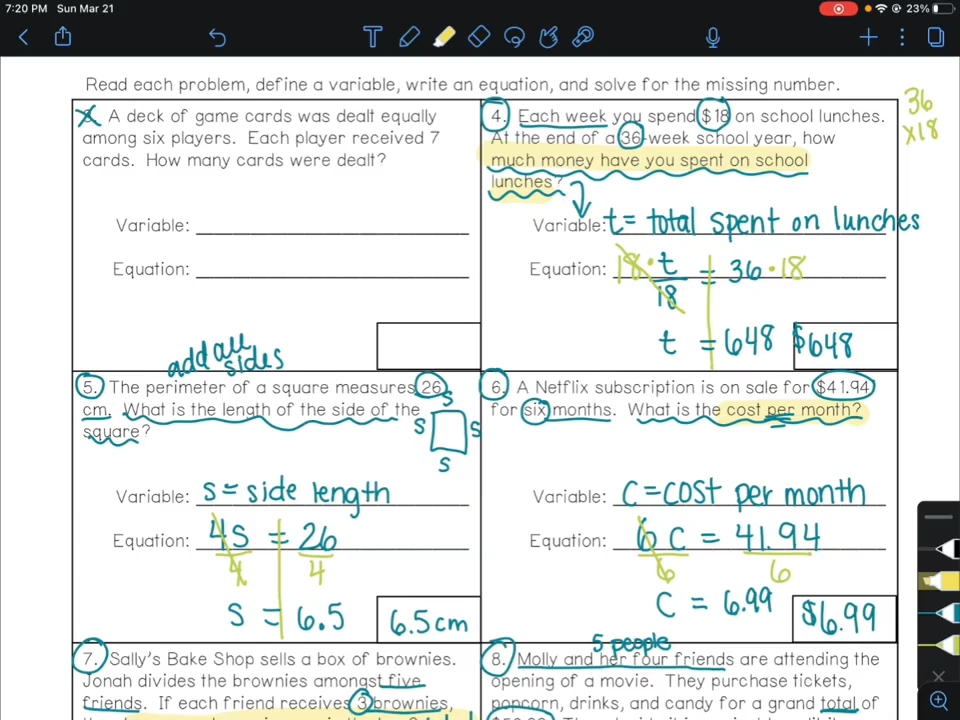 7:20 PM Sun Mar 21
23%
Read each problem, define a variable, write an equation, and solve for the missing number.
36
x18
A deck of game cards was dealt equally
among six players. Each player received 7
cards. How many cards were dealt?
Variable:
Equation:
4. Each week you spend $18 on school lunches.
At the end of a 36-week school year, how
much money have you spent on school
lunches?
Variable: t = total spent on lunches
Equation: 18 · t/18 = 36 · 18
t = 648
$648
add all
sides
5. The perimeter of a square measures 26
cm. What is the length of the side of the
square?
s
s s
s
Variable: s = side length
Equation: 4s = 26
4 4
s = 6.5
6.5 cm
6. A Netflix subscription is on sale for $41.94
for six months. What is the cost per month?
Variable: c = cost per month
Equation: 6c = 41.94
6 6
c = 6.99
$6.99
7. Sally's Bake Shop sells a box of brownies.
Jonah divides the brownies amongst five
friends. If each friend receives 3 brownies,
5 people
8. Molly and her four friends are attending the
opening of a movie. They purchase tickets,
popcorn, drinks, and candy for a grand total of